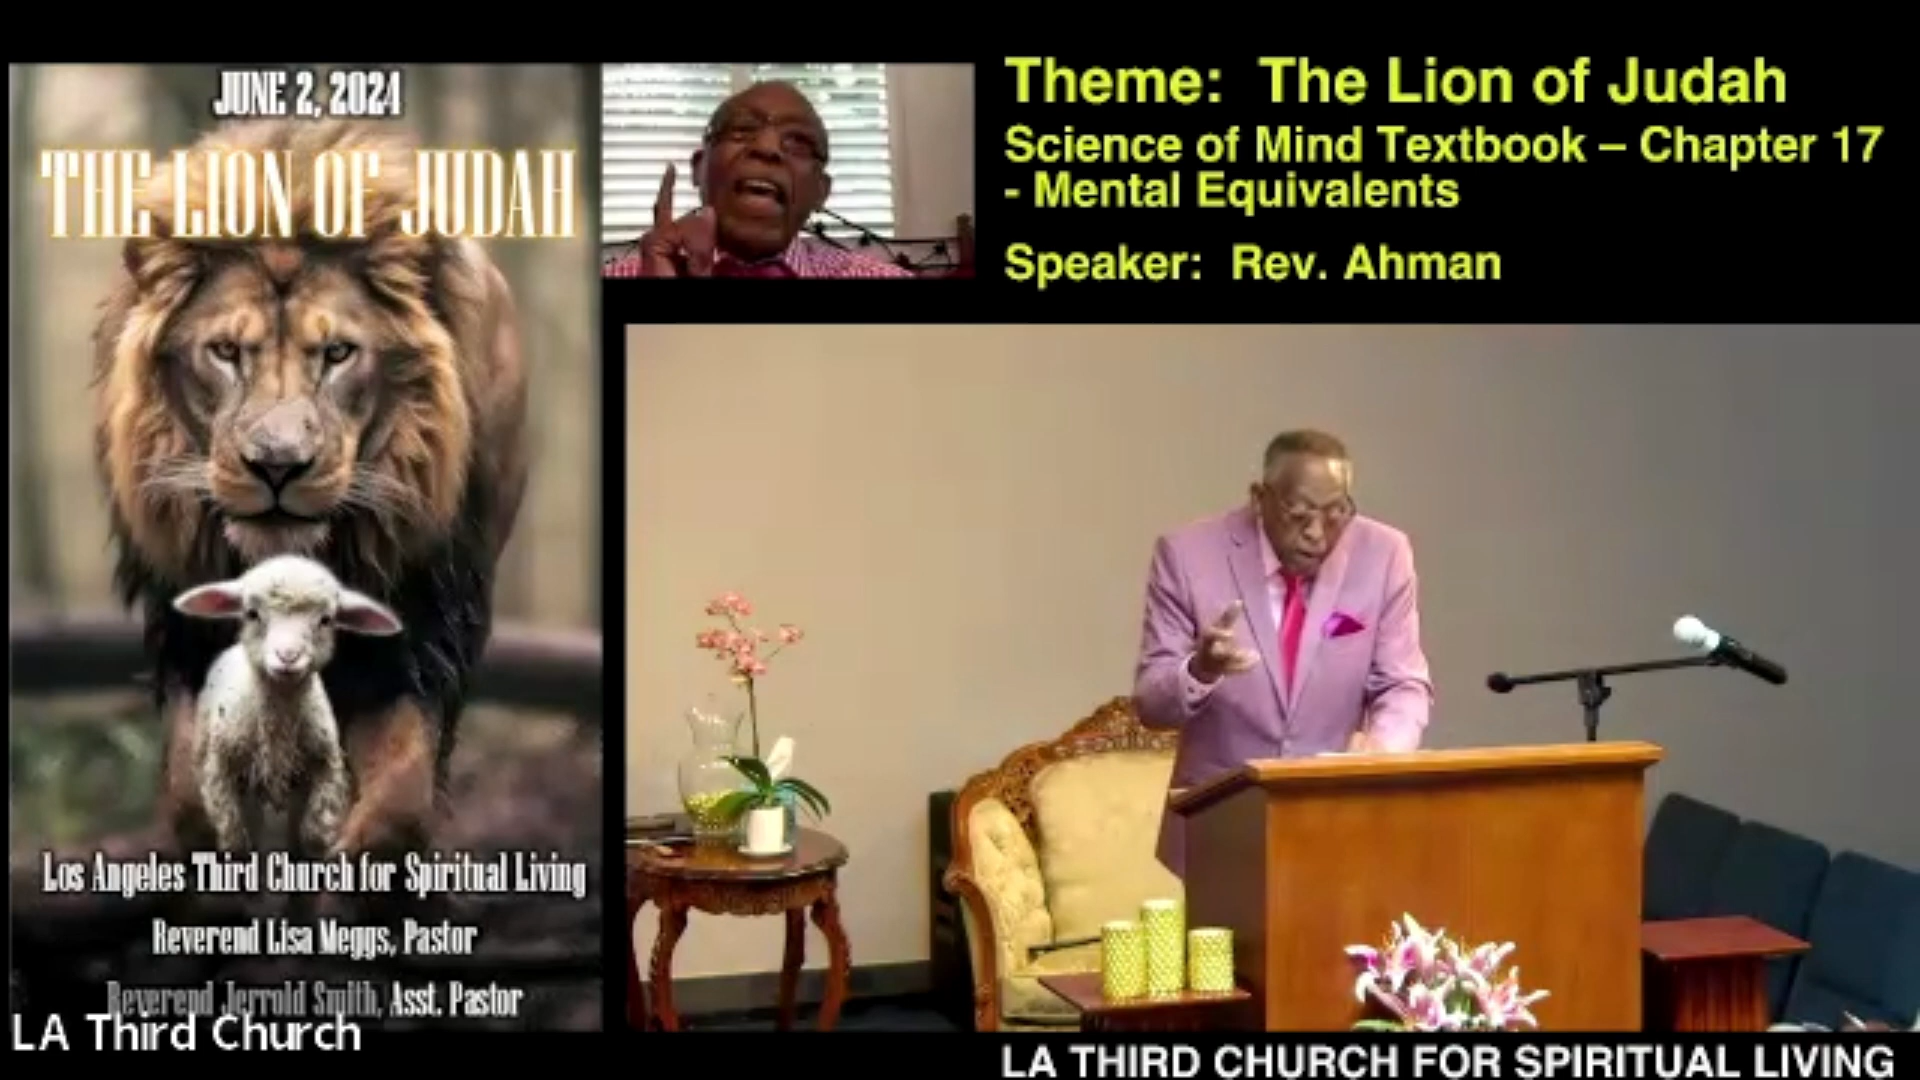 JUNE 2, 2024
THE LION OF JUDAH
Los Angeles Third Church for Spiritual Living
Reverend Lisa Meggs, Pastor
Reverend Jerrold Smith, Asst. Pastor
LA Third Church
Theme: The Lion of Judah
Science of Mind Textbook – Chapter 17
- Mental Equivalents
Speaker: Rev. Ahman
LA THIRD CHURCH FOR SPIRITUAL LIVING